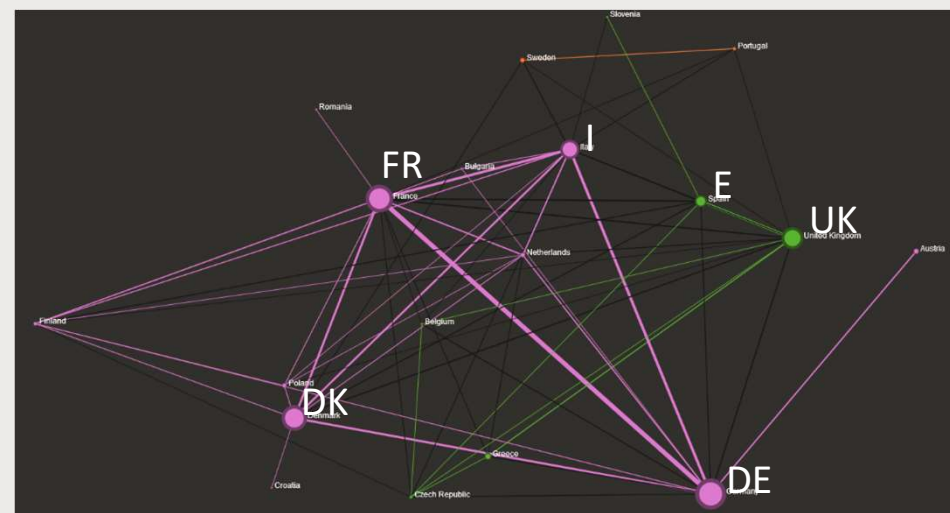 Slovenia
Portugal
Sweden
Romania
I
Italy
FR
Bulgaria
France
E
Spain
UK
United Kingdom
Austria
Netherlands
Finland
Belgium
Poland
DK
Denmark
Greece
DE
Germany
Croatia
Czech Republic